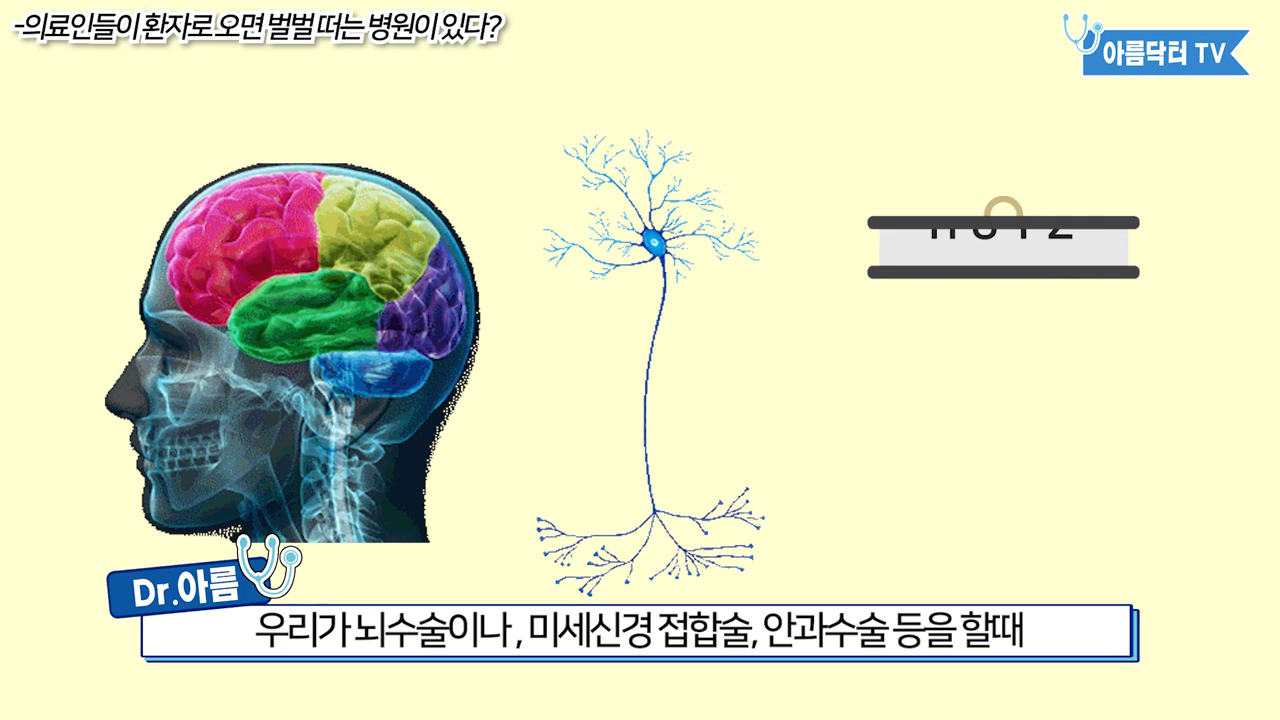 -의료인들이 환자로 오면 벌벌 떠는 병원이 있다?
아름닥터 TV
Dr.아름
우리가 뇌수술이나 , 미세신경 접합술, 안과수술 등을 할때